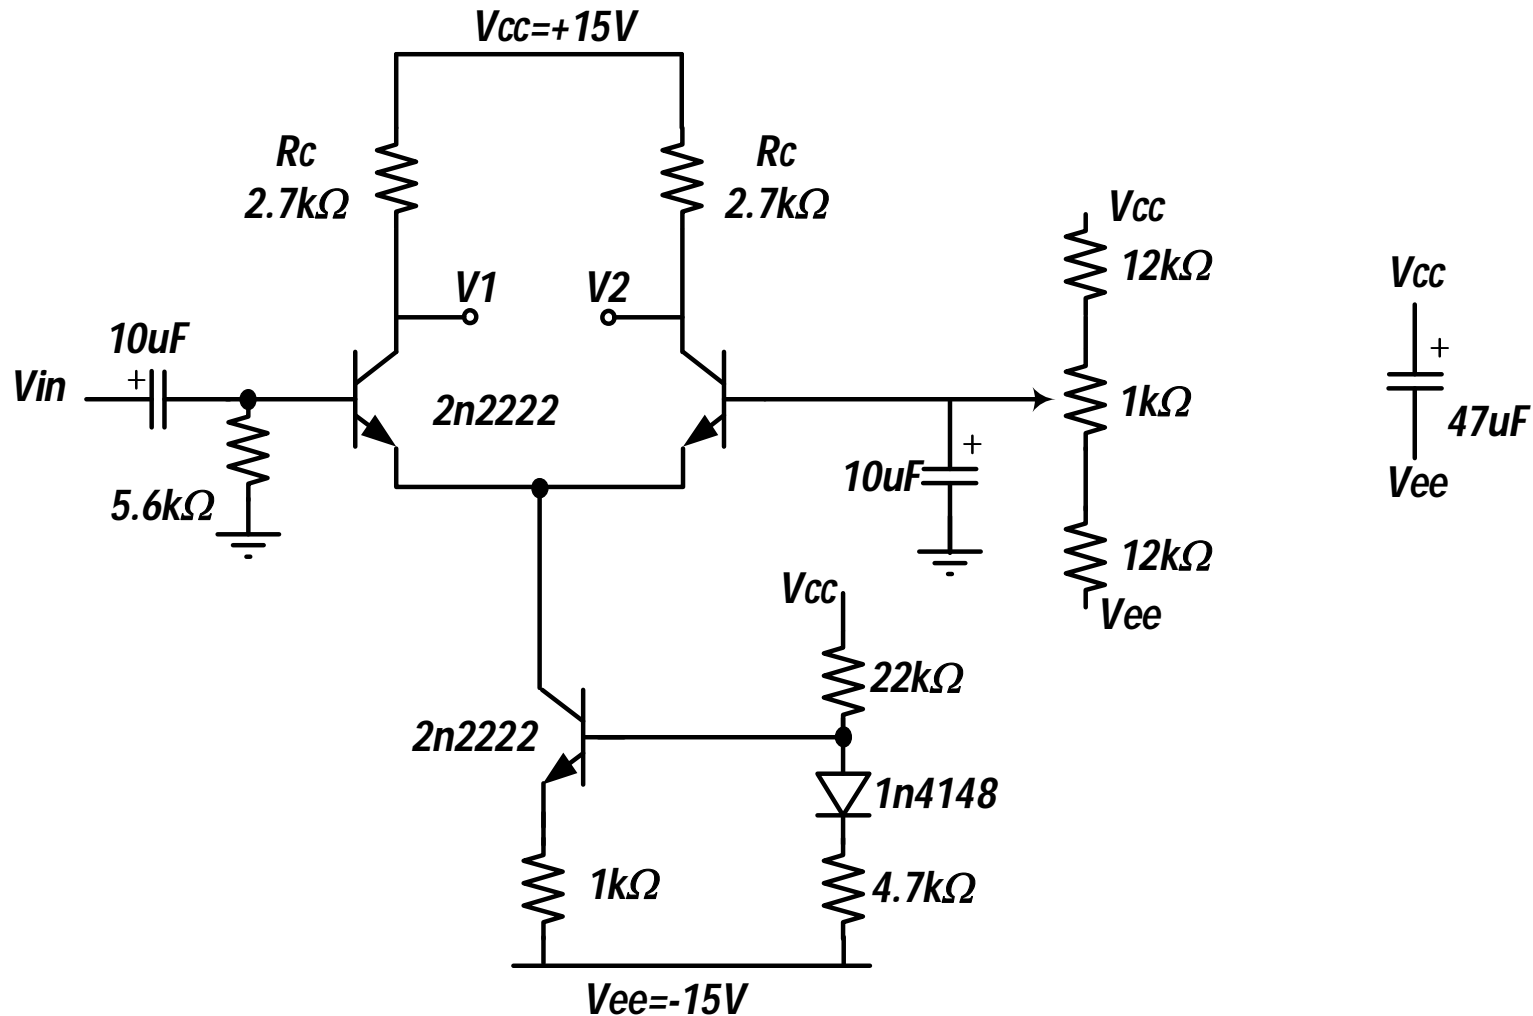 Vcc=+15V
Rc
2.7kΩ
Rc
2.7kΩ
Vcc
12kΩ
Vcc
V1
V2
10uF
+
Vin
2n2222
1kΩ
+
47uF
Vee
+
10uF
5.6kΩ
12kΩ
Vee
Vcc
22kΩ
2n2222
1n4148
1kΩ
4.7kΩ
Vee=-15V